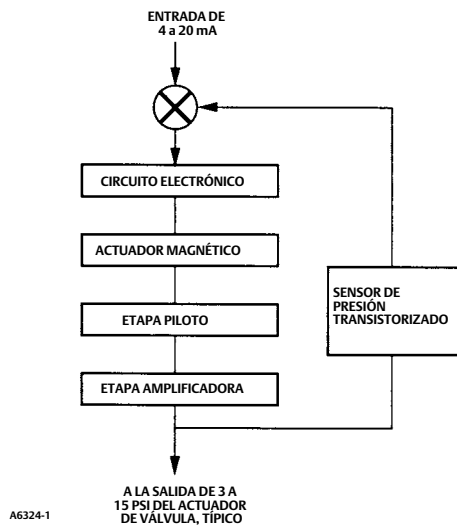 ENTRADA DE
4 a 20 mA
CIRCUITO ELECTRÓNICO
ACTUADOR MAGNÉTICO
ETAPA PILOTO
SENSOR DE
PRESIÓN
TRANSISTORIZADO
ETAPA AMPLIFICADORA
A LA SALIDA DE 3 A
15 PSI DEL ACTUADOR
DE VÁLVULA, TÍPICO
A6324-1